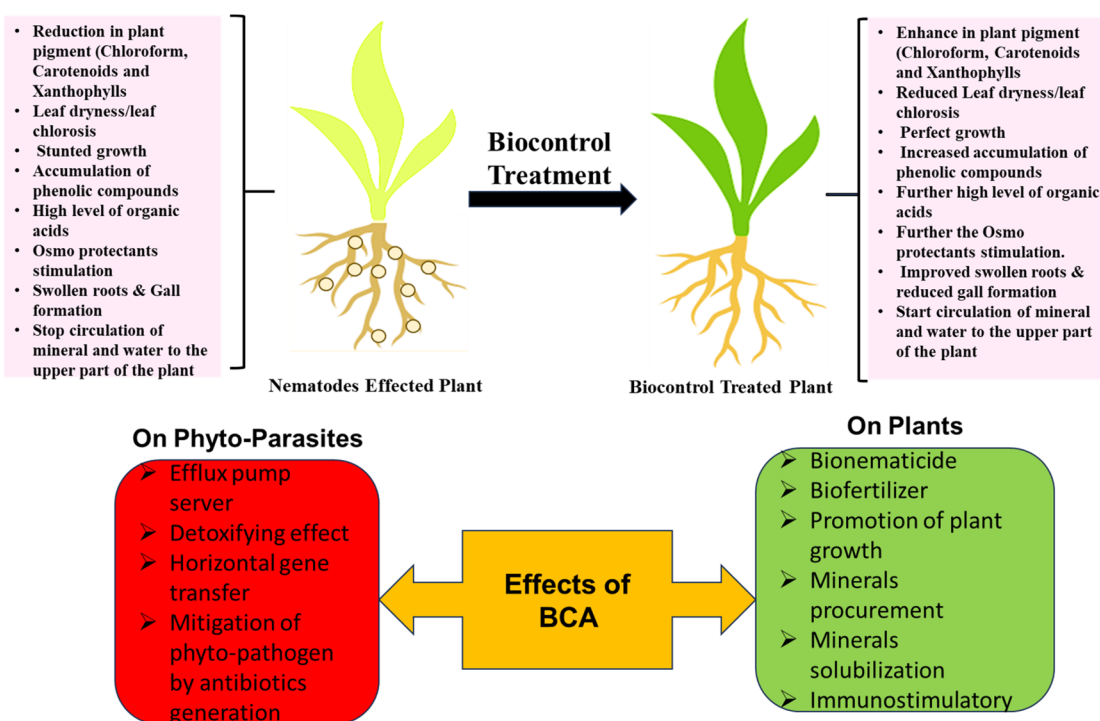 • Reduction in plant
pigment (Chloroform,
Carotenoids and
Xanthophylls
• Leaf dryness/leaf
chlorosis
• Stunted growth
• Accumulation of
phenolic compounds
• High level of organic
acids
• Osmo protectants
stimulation
• Swollen roots & Gall
formation
• Stop circulation of
mineral and water to the
upper part of the plant
Nematodes Effected Plant
Biocontrol
Treatment
Biocontrol Treated Plant
• Enhance in plant pigment
(Chloroform, Carotenoids
and Xanthophylls
• Reduced Leaf dryness/leaf
chlorosis
• Perfect growth
• Increased accumulation of
phenolic compounds
• Further high level of organic
acids
• Further the Osmo
protectants stimulation.
• Improved swollen roots &
reduced gall formation
• Start circulation of mineral
and water to the upper part
of the plant
On Phyto-Parasites
➢ Efflux pump
server
➢ Detoxifying effect
➢ Horizontal gene
transfer
➢ Mitigation of
phyto-pathogen
by antibiotics
generation
Effects of
BCA
On Plants
➢ Bionematicide
➢ Biofertilizer
➢ Promotion of plant
growth
➢ Minerals
procurement
➢ Minerals
solubilization
➢ Immunostimulatory